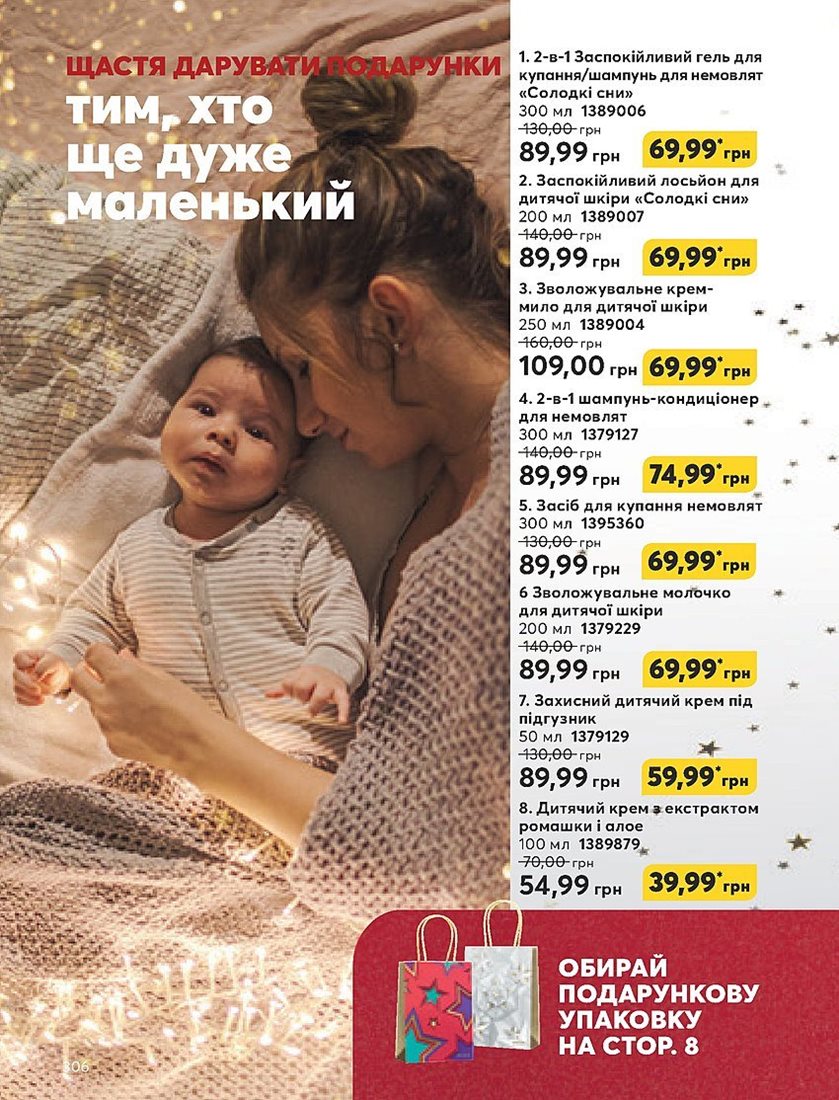 ЩАСТЯ ДАРУВАТИ ПОДАРУНКИ
тим, хто
ще дуже
маленький
1. 2-в-1 Заспокійливий гель для
купання/шампунь для немовлят
«Солодкі сни»
300 мл 1389006
130,00 грн
89,99 грн 69,99* грн
2. Заспокійливий лосьйон для
дитячої шкіри «Солодкі сни»
200 мл 1389007
140,00 грн
89,99 грн 69,99* грн
3. Зволожувальне крем-
мило для дитячої шкіри
250 мл 1389004
160,00 грн
109,00 грн 69,99* грн
4. 2-в-1 шампунь-кондиціонер
для немовлят
300 мл 1379127
140,00 грн
89,99 грн 74,99* грн
5. Засіб для купання немовлят
300 мл 1395360
130,00 грн
89,99 грн 69,99* грн
6 Зволожувальне молочко
для дитячої шкіри
200 мл 1379229
140,00 грн
89,99 грн 69,99* грн
7. Захисний дитячий крем під
підгузник
50 мл 1379129
130,00 грн
89,99 грн 59,99* грн
8. Дитячий крем з екстрактом
ромашки і алое
100 мл 1389879
70,00 грн
54,99 грн 39,99* грн
ОБИРАЙ
ПОДАРУНКОВУ
УПАКОВКУ
НА СТОР. 8
306